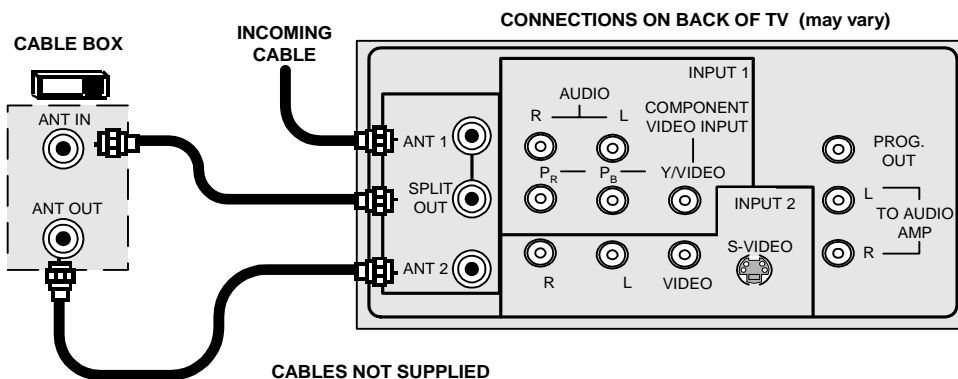 CONNECTIONS ON BACK OF TV (may vary)
CABLE BOX
INCOMING
CABLE
ANT IN
ANT OUT
ANT 1
SPLIT
OUT
ANT 2
INPUT 1
AUDIO
R L
COMPONENT
VIDEO INPUT
PR PB Y/VIDEO
INPUT 2
S-VIDEO
R L VIDEO
PROG.
OUT
L
TO AUDIO
AMP
R
CABLES NOT SUPPLIED